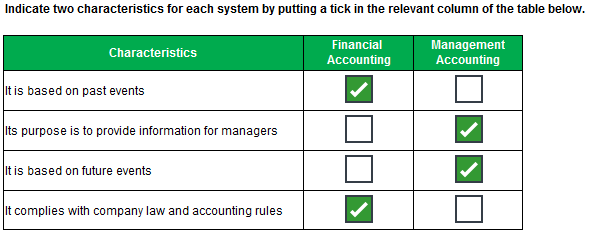 Indicate two characteristics for each system by putting a tick in the relevant column of the table below.
Characteristics
Financial
Accounting
Management
Accounting
It is based on past events
Its purpose is to provide information for managers
It is based on future events
It complies with company law and accounting rules